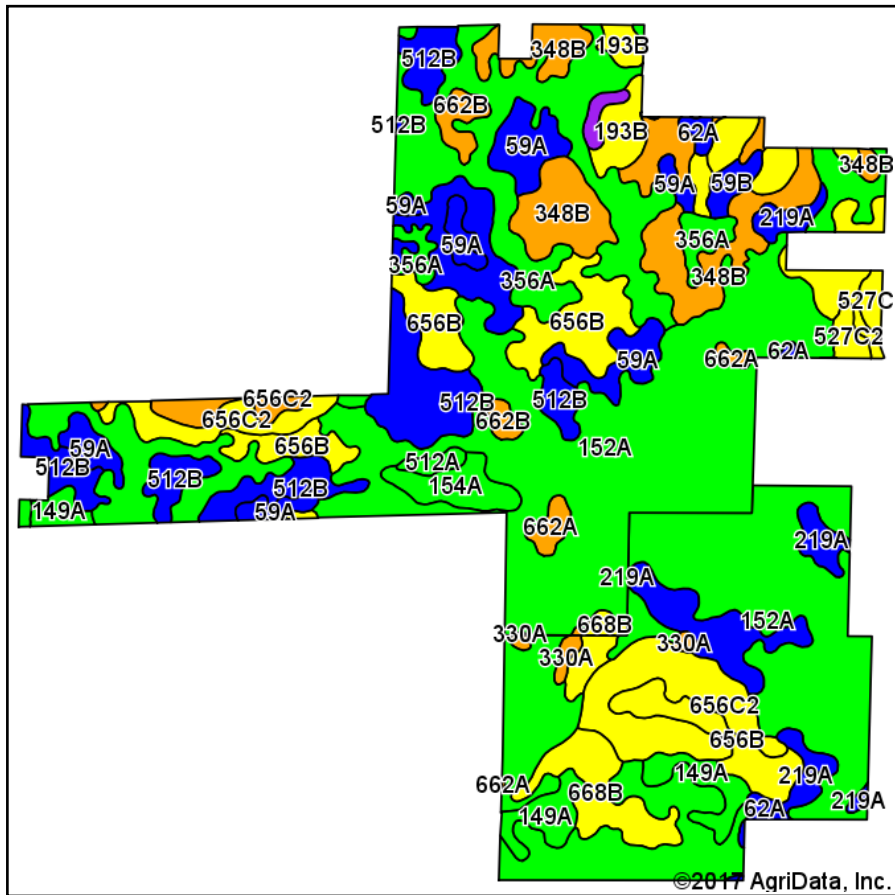 348B
193B
512B
662B
512B
193B
62A
59A
348B
59A
59B
59A
348B
219A
59A
356A
356A
356A
348B
527C
656B
656B
527C2
59A
662A
62A
656C2
512B
512B
656C2
662B
656B
59A
152A
512A
512B
512B
512B
154A
149A
59A
662A
219A
219A
152A
668B
330A
330A
330A
656C2
656B
149A
219A
662A
668B
219A
62A
149A
©2017 AgriData, Inc.